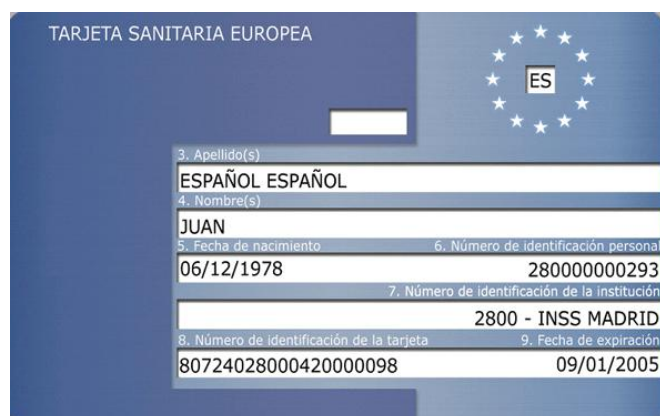 TARJETA SANITARIA EUROPEA
ES
3. Apellido(s)
ESPAÑOL ESPAÑOL
4. Nombre(s)
JUAN
5. Fecha de nacimiento 6. Número de identificación personal
06/12/1978 280000000293
7. Número de identificación de la institución
2800 - INSS MADRID
8. Número de identificación de la tarjeta 9. Fecha de expiración
80724028000420000098 09/01/2005